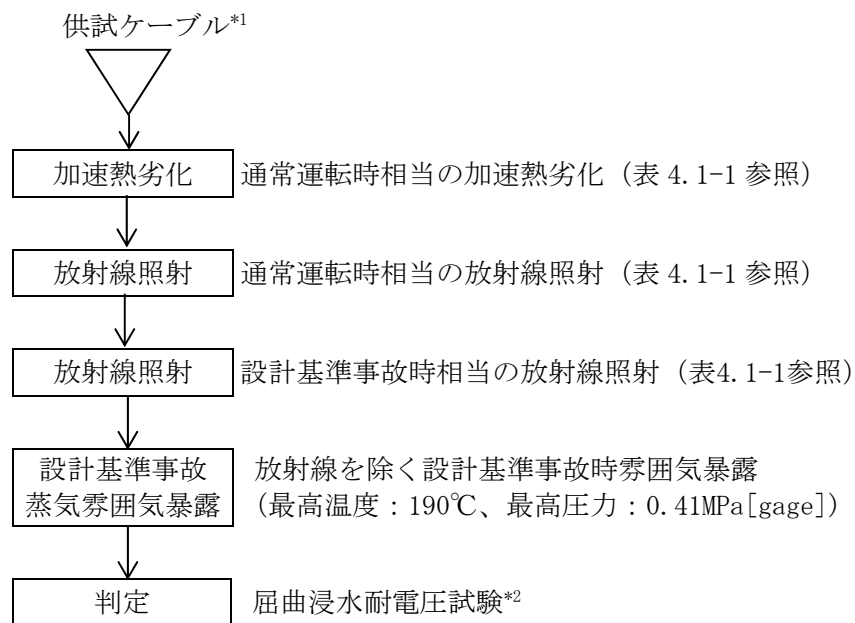 供試ケーブル*1
加速熱劣化 通常運転時相当の加速熱劣化（表 4.1-1 参照）
放射線照射 通常運転時相当の放射線照射（表 4.1-1 参照）
放射線照射 設計基準事故時相当の放射線照射（表4.1-1参照）
設計基準事故 放射線を除く設計基準事故時雰囲気暴露
蒸気雰囲気暴露 （最高温度：190℃、最高圧力：0.41MPa[gage]）
判定 屈曲浸水耐電圧試験*2